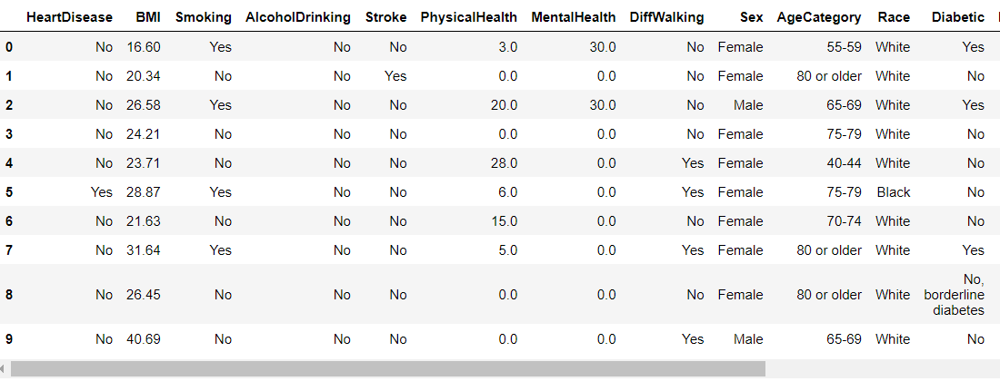 HeartDisease BMI Smoking AlcoholDrinking Stroke PhysicalHealth MentalHealth DiffWalking Sex AgeCategory Race Diabetic
0 No 16.60 Yes No No 3.0 30.0 No Female 55-59 White Yes
1 No 20.34 No No Yes 0.0 0.0 No Female 80 or older White No
2 No 26.58 Yes No No 20.0 30.0 No Male 65-69 White Yes
3 No 24.21 No No No 0.0 0.0 No Female 75-79 White No
4 No 23.71 No No No 28.0 0.0 Yes Female 40-44 White No
5 Yes 28.87 Yes No No 6.0 0.0 Yes Female 75-79 Black No
6 No 21.63 No No No 15.0 0.0 No Female 70-74 White No
7 No 31.64 Yes No No 5.0 0.0 Yes Female 80 or older White Yes
8 No 26.45 No No No 0.0 0.0 No Female 80 or older White No,
borderline
diabetes
9 No 40.69 No No No 0.0 0.0 Yes Male 65-69 White No